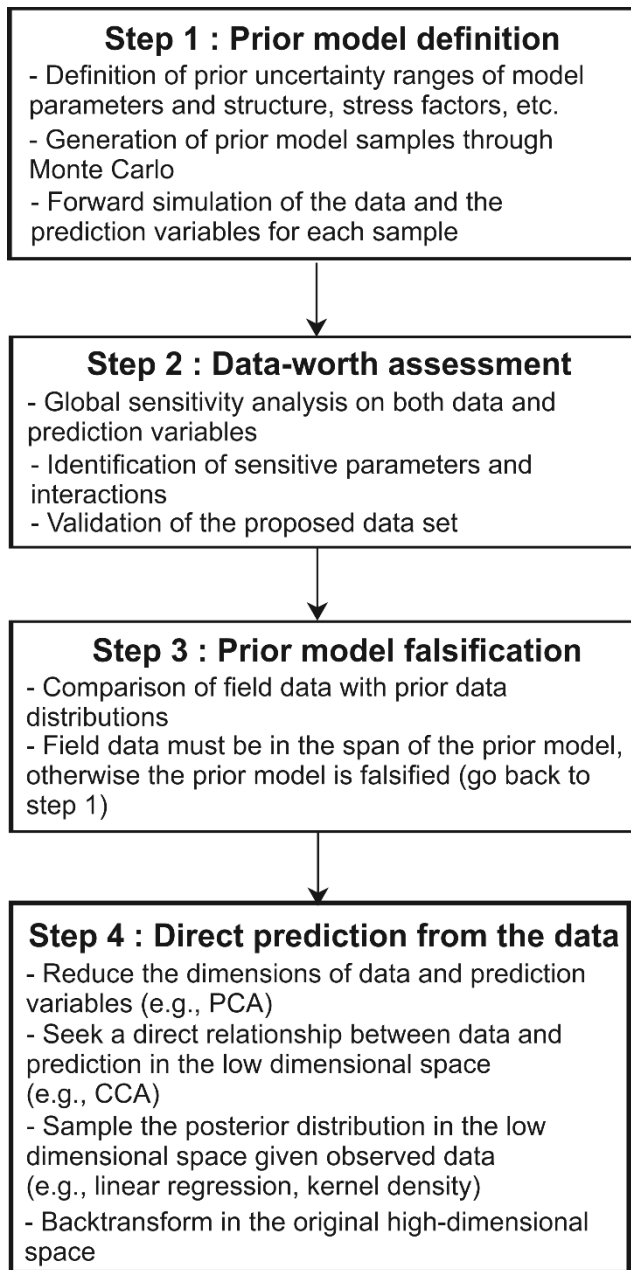 Step 1 : Prior model definition
- Definition of prior uncertainty ranges of model
parameters and structure, stress factors, etc.
- Generation of prior model samples through
Monte Carlo
- Forward simulation of the data and the
prediction variables for each sample
Step 2 : Data-worth assessment
- Global sensitivity analysis on both data and
prediction variables
- Identification of sensitive parameters and
interactions
- Validation of the proposed data set
Step 3 : Prior model falsification
- Comparison of field data with prior data
distributions
- Field data must be in the span of the prior model,
otherwise the prior model is falsified (go back to
step 1)
Step 4 : Direct prediction from the data
- Reduce the dimensions of data and prediction
variables (e.g., PCA)
- Seek a direct relationship between data and
prediction in the low dimensional space
(e.g., CCA)
- Sample the posterior distribution in the low
dimensional space given observed data
(e.g., linear regression, kernel density)
- Backtransform in the original high-dimensional
space